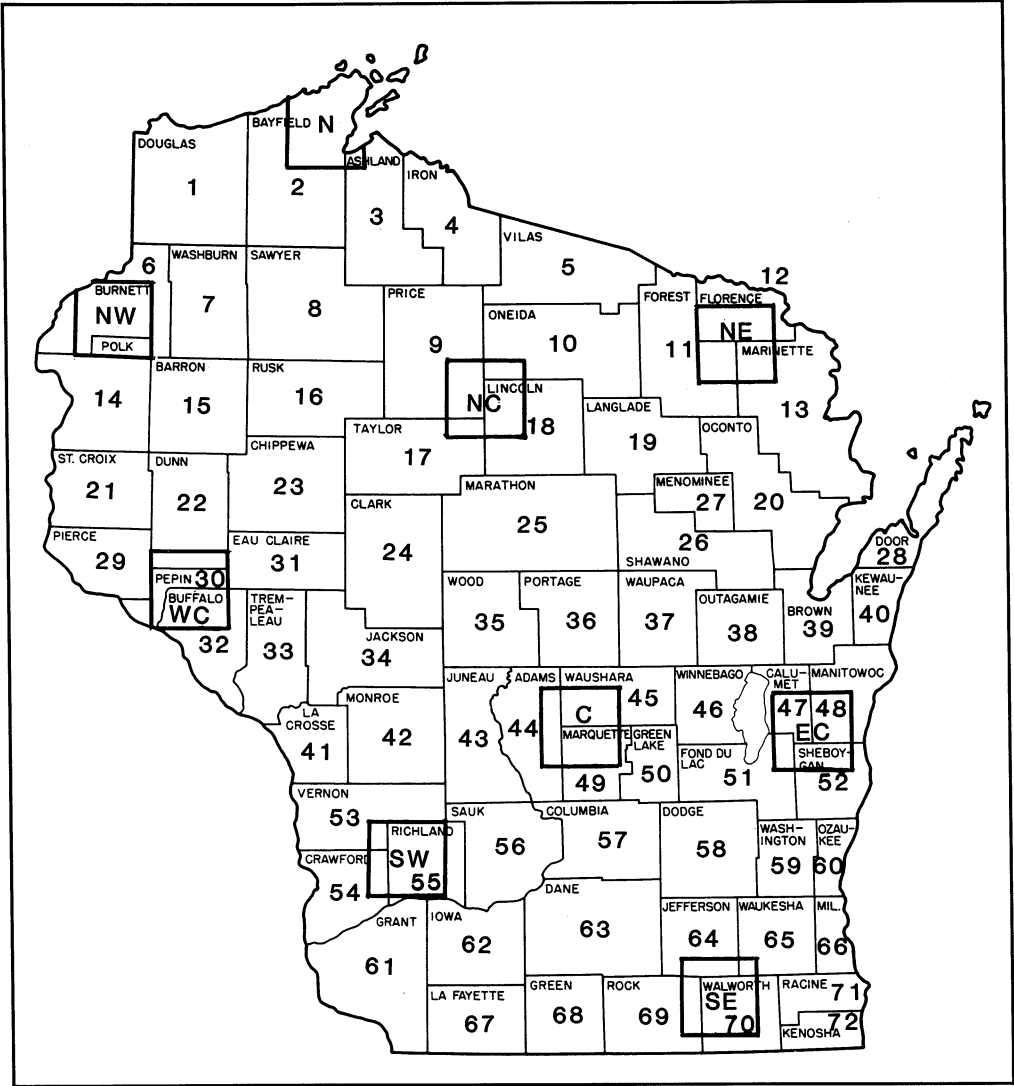 BAYFIELD N
DOUGLAS
ASHLAND
IRON
1
2
3
4
VILAS
5
6
WASHBURN
SAWYER
12
BURNETT
NW
POLK
7
8
PRICE
9
ONEIDA
10
FOREST
FLORENCE
NE
11
MARINETTE
13
14
BARRON
15
RUSK
16
NC
LINCOLN
18
LANGLADE
19
OCONTO
TAYLOR
17
CHIPPEWA
23
ST. CROIX
21
DUNN
22
CLARK
24
MARATHON
25
MENOMINEE
27
20
26
SHAWANO
DOOR
28
PIERCE
29
EAU CLAIRE
31
PEPIN 30
BUFFALO
WC
32
TREM-
PEA-
LEAU
33
JACKSON
34
WOOD
35
PORTAGE
36
WAUPACA
37
OUTAGAMIE
38
BROWN
39
KEWAU-
NEE
40
LA
CROSSE
41
MONROE
42
JUNEAU
43
ADAMS
44
WAUSHARA
45
C
MARQUETTE
49
GREEN
LAKE
50
WINNEBAGO
46
CALU-
MET
47
MANITOWOC
48
EC
FOND DU
LAC
51
SHEBOY-
GAN
52
VERNON
53
RICHLAND
SW
55
CRAWFORD
54
SAUK
56
COLUMBIA
57
DODGE
58
WASH-
INGTON
59
OZAU-
KEE
60
GRANT
61
IOWA
62
DANE
63
JEFFERSON
64
WAUKESHA
65
MIL.
66
LA FAYETTE
67
GREEN
68
ROCK
69
WALWORTH
SE
70
RACINE 71
72
KENOSHA